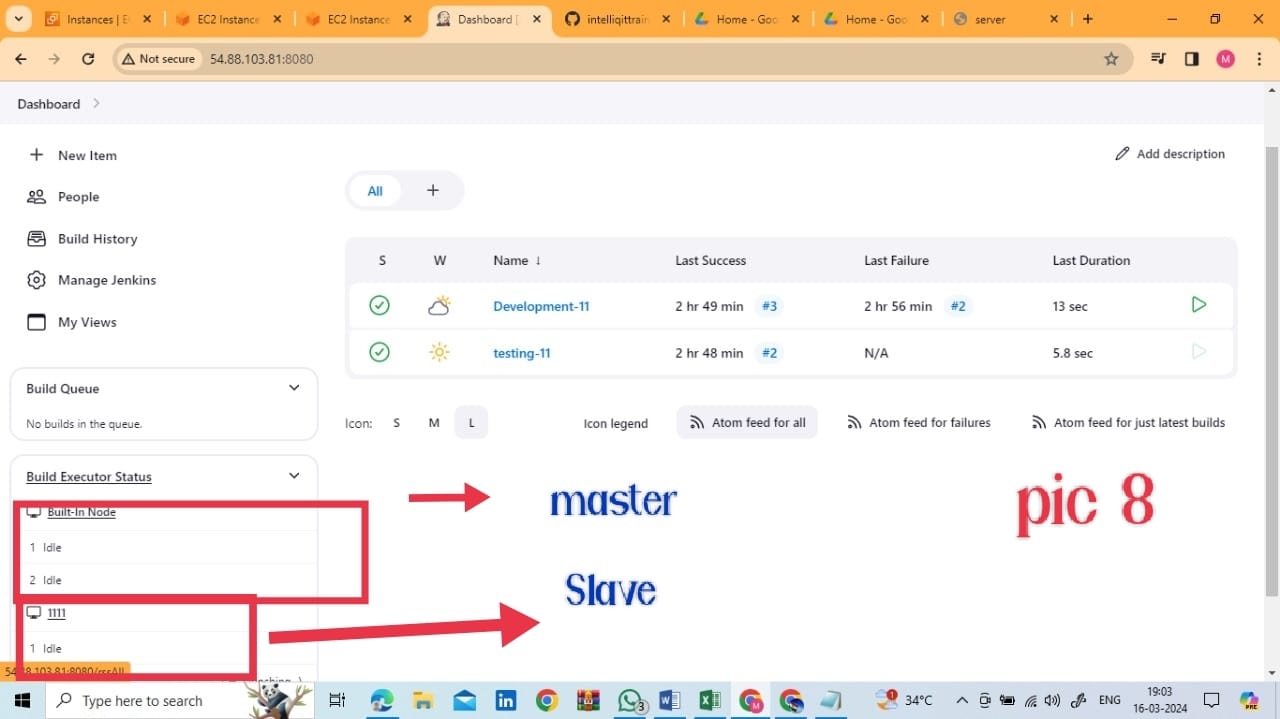 Instances | E
EC2 Instance
EC2 Instance
Dashboard [
intelliqittrain
Home - Goo
Home - Goo
server
Not secure
54.88.103.81:8080
M
Dashboard
New Item
People
Build History
Manage Jenkins
My Views
Add description
All
S W Name ↓ Last Success Last Failure Last Duration
Development-11 2 hr 49 min #3 2 hr 56 min #2 13 sec
testing-11 2 hr 48 min #2 N/A 5.8 sec
Build Queue
No builds in the queue.
Icon: S M L
Icon legend
Atom feed for all
Atom feed for failures
Atom feed for just latest builds
Build Executor Status
Built-In Node
1 Idle
2 Idle
1111
1 Idle
master
Slave
pic 8
54.88.103.81:8080/rssAll
Type here to search
3
34°C
ENG
19:03
16-03-2024